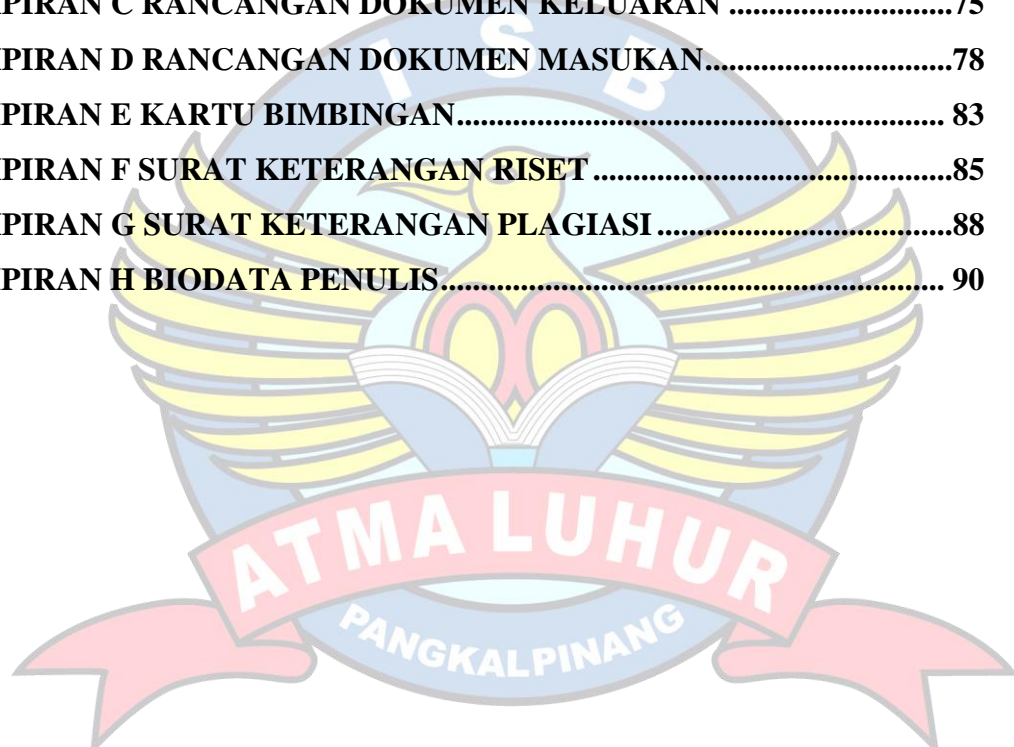 PIRAN C RANCANGAN DOKUMEN KELUARAN ............................75
PIRAN D RANCANGAN DOKUMEN MASUKAN...............................78
PIRAN E KARTU BIMBINGAN............................................................. 83
PIRAN F SURAT KETERANGAN RISET.............................................85
PIRAN G SURAT KETERANGAN PLAGIASI.....................................88
PIRAN H BIODATA PENULIS............................................................... 90
I S B
ATMA LUHUR
PANGKALPINANG